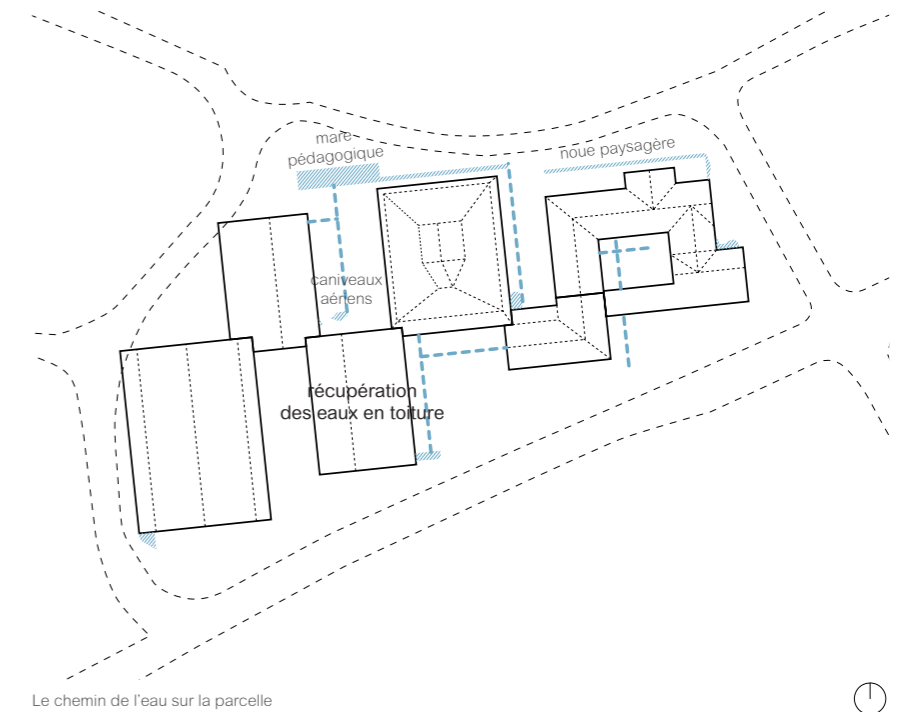 mare
pédagogique
noue paysagère
caniveaux
aériens
récupération
des eaux en toiture
Le chemin de l'eau sur la parcelle